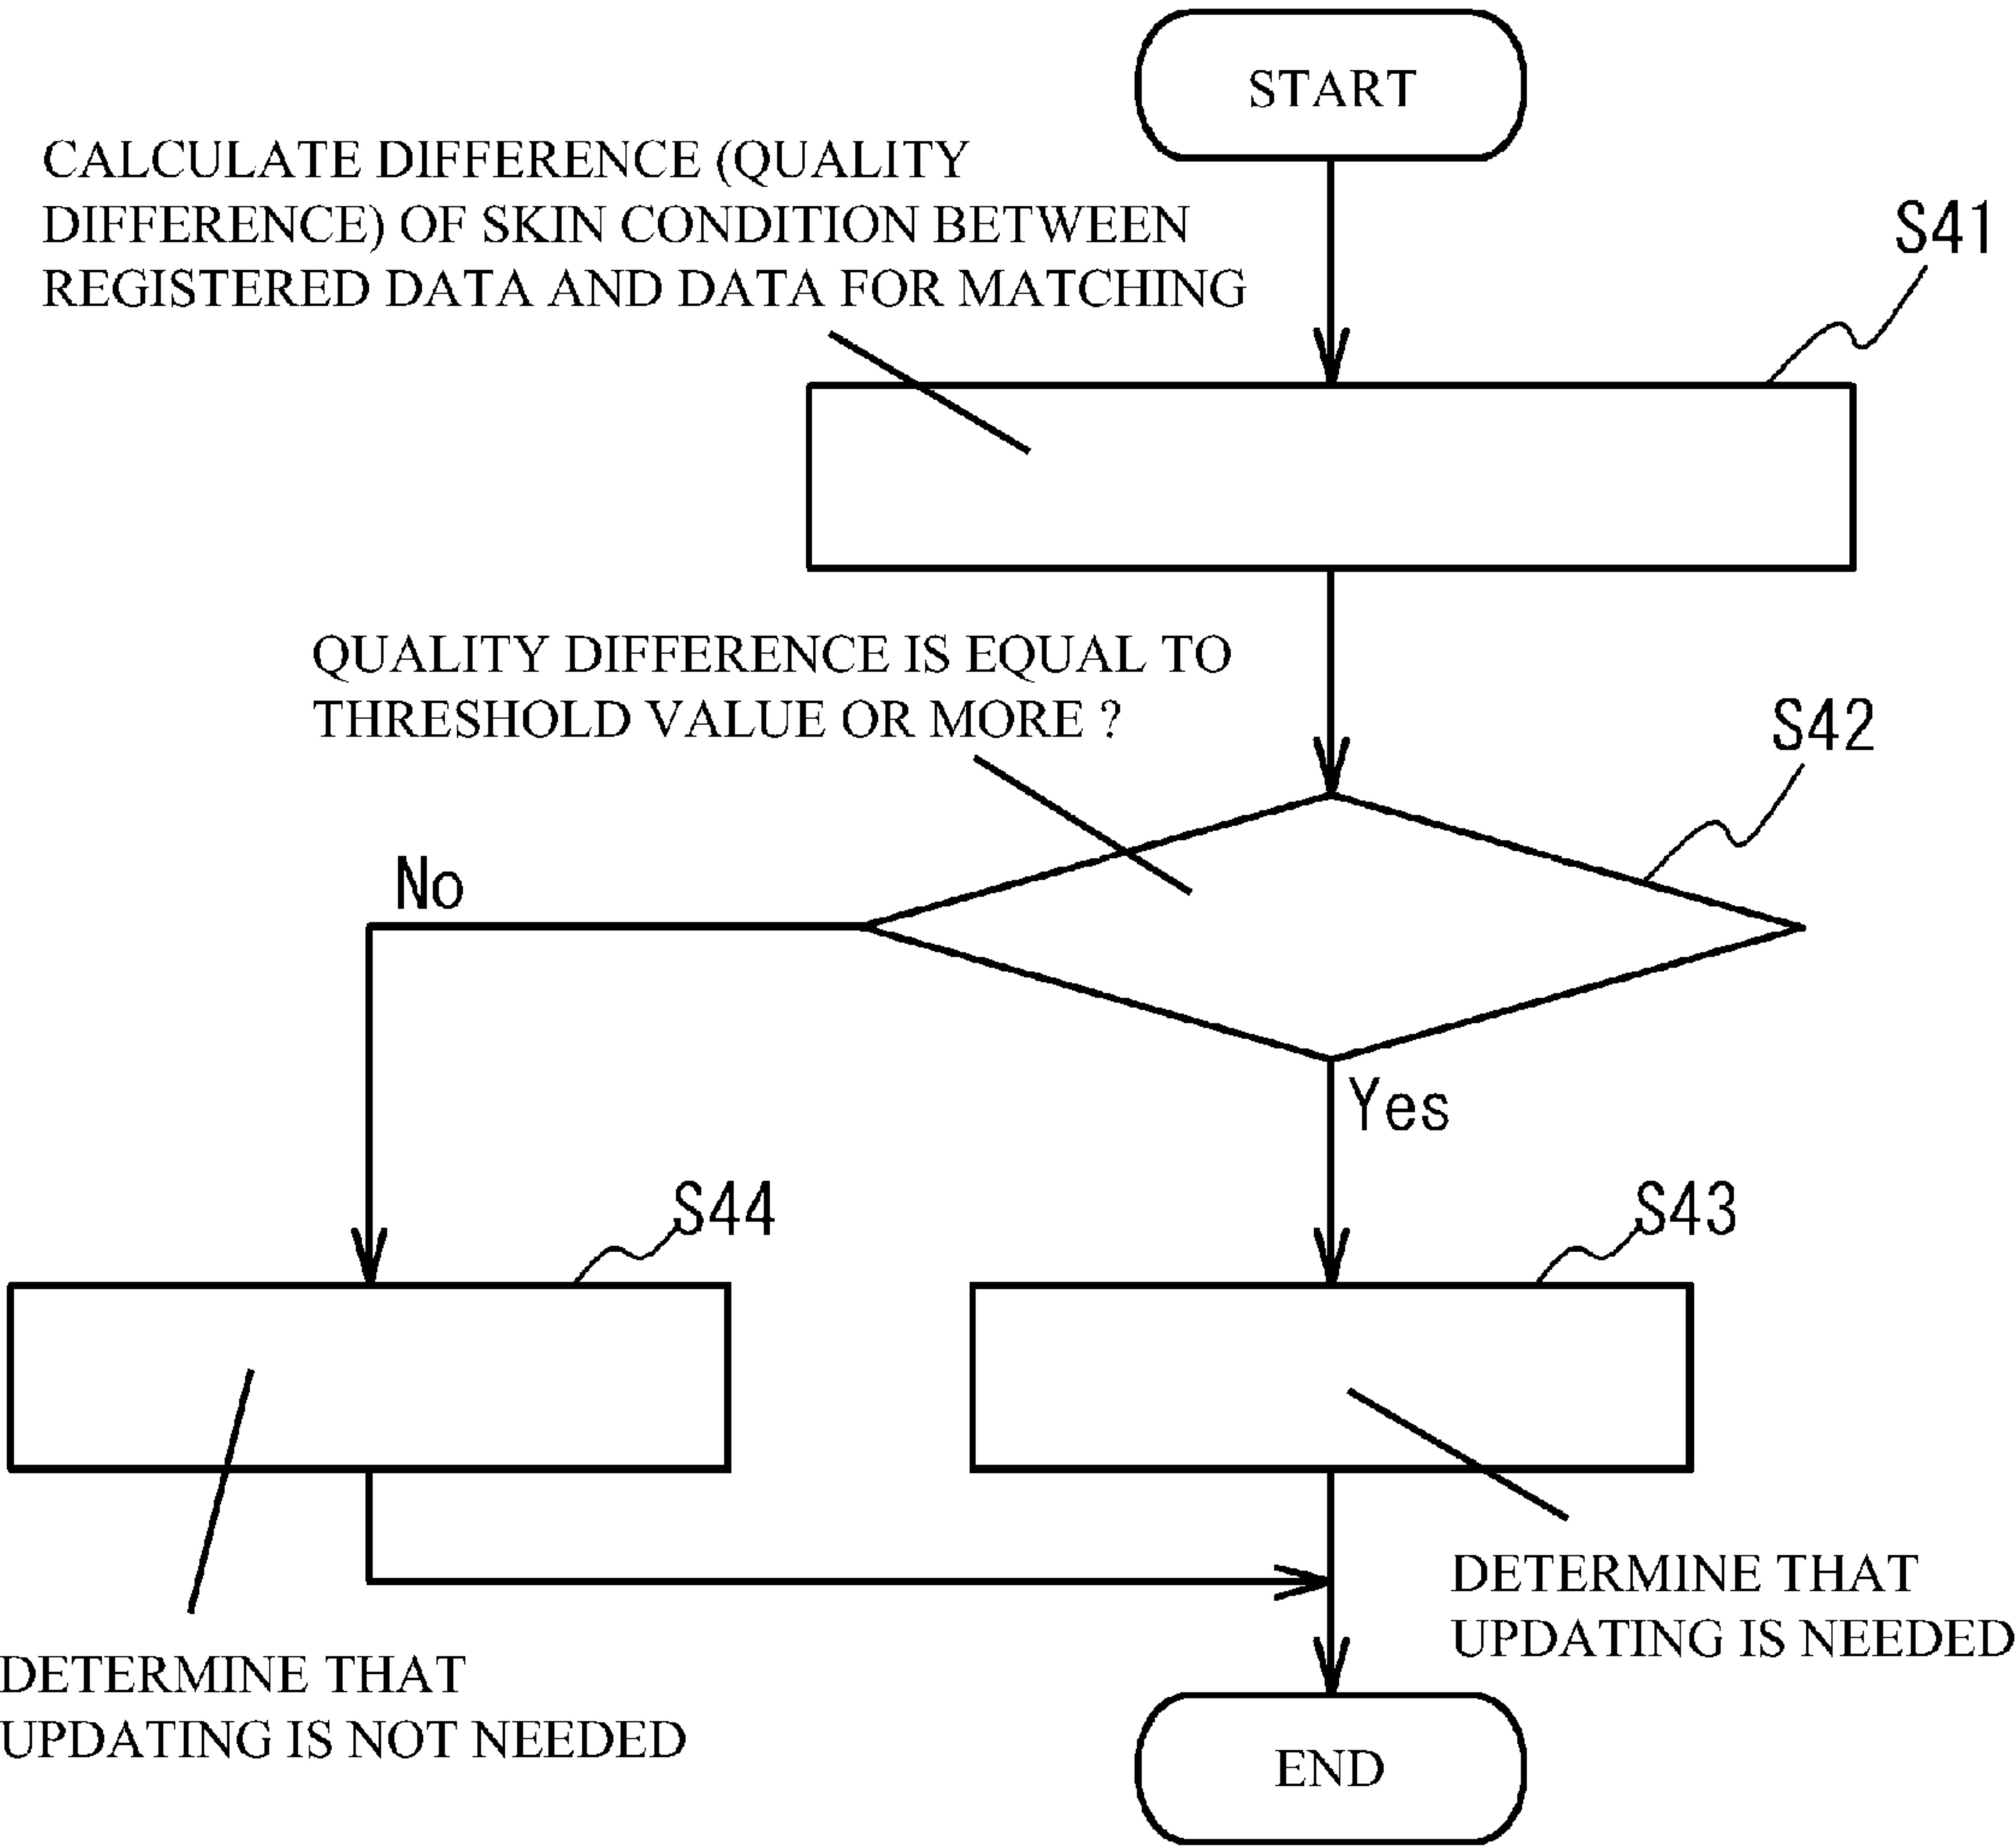 START
CALCULATE DIFFERENCE (QUALITY
DIFFERENCE) OF SKIN CONDITION BETWEEN
REGISTERED DATA AND DATA FOR MATCHING
S41
QUALITY DIFFERENCE IS EQUAL TO
THRESHOLD VALUE OR MORE ?
S42
No
Yes
S44
S43
DETERMINE THAT
UPDATING IS NEEDED
DETERMINE THAT
UPDATING IS NOT NEEDED
END